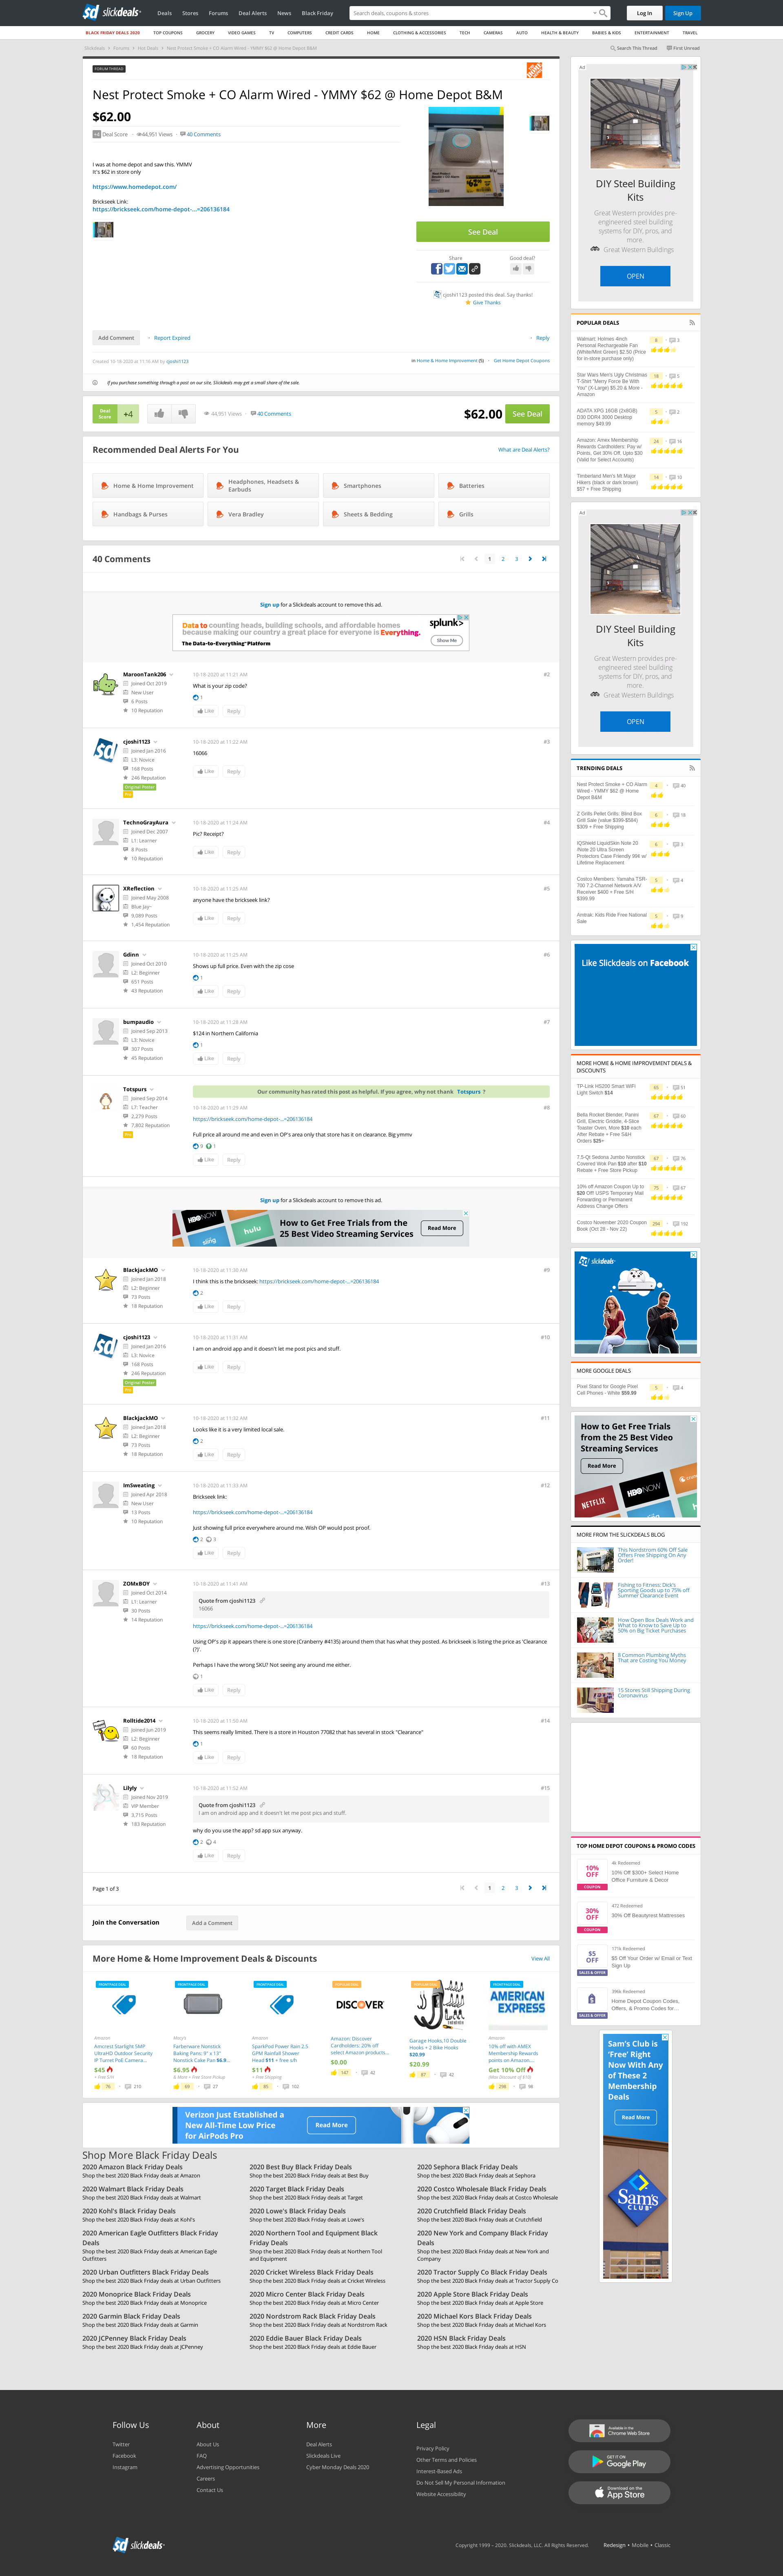 slickdeals
Deals Stores Forums Deal Alerts News Black Friday
Search deals, coupons & stores
Log In Sign Up
BLACK FRIDAY DEALS 2020 TOP COUPONS GROCERY VIDEO GAMES TV COMPUTERS CREDIT CARDS HOME CLOTHING & ACCESSORIES TECH CAMERAS AUTO HEALTH & BEAUTY BABIES & KIDS ENTERTAINMENT TRAVEL
Slickdeals > Forums > Hot Deals > Nest Protect Smoke + CO Alarm Wired - YMMY $62 @ Home Depot B&M
Search This Thread First Unread
FORUM THREAD
Nest Protect Smoke + CO Alarm Wired - YMMY $62 @ Home Depot B&M
$62.00
+4 Deal Score 44,951 Views 40 Comments
I was at home depot and saw this. YMMV
It's $62 in store only
https://www.homedepot.com/
Brickseek Link:
https://brickseek.com/home-depot-...=206136184
See Deal
Share Good deal?
cjoshi1123 posted this deal. Say thanks!
Give Thanks
Add Comment Report Expired Reply
Created 10-18-2020 at 11:16 AM by cjoshi1123
Home & Home Improvement (5) Get Home Depot Coupons
If you purchase something through a post on our site, Slickdeals may get a small share of the sale.
Deal Score +4 44,951 Views 40 Comments $62.00 See Deal
Recommended Deal Alerts For You
What are Deal Alerts?
Home & Home Improvement
Headphones, Headsets & Earbuds
Smartphones
Batteries
Handbags & Purses
Vera Bradley
Sheets & Bedding
Grills
40 Comments
1 2 3
Sign up for a Slickdeals account to remove this ad.
Data to counting heads, building schools, and affordable homes
because making our country a great place for everyone is Everything.
The Data-to-Everything Platform
splunk>
Show Me
MaroonTank206
Joined Oct 2019
New User
6 Posts
10 Reputation
10-18-2020 at 11:21 AM #2
What is your zip code?
1
Like Reply
cjoshi1123
Joined Jan 2016
L3: Novice
168 Posts
246 Reputation
Original Poster
Pro
10-18-2020 at 11:22 AM #3
16066
Like Reply
TechnoGrayAura
Joined Dec 2007
L1: Learner
8 Posts
10 Reputation
10-18-2020 at 11:24 AM #4
Pic? Receipt?
Like Reply
XReflection
Joined May 2008
Blue Jay~
9,089 Posts
1,454 Reputation
10-18-2020 at 11:25 AM #5
anyone have the brickseek link?
Like Reply
Gdinn
Joined Oct 2010
L2: Beginner
651 Posts
43 Reputation
10-18-2020 at 11:25 AM #6
Shows up full price. Even with the zip code
1
Like Reply
bumpaudio
Joined Sep 2013
L3: Novice
307 Posts
45 Reputation
10-18-2020 at 11:28 AM #7
$124 in Northern California
1
Like Reply
Totspurs
Joined Sep 2014
L7: Teacher
2,279 Posts
7,802 Reputation
Pro
Our community has rated this post as helpful. If you agree, why not thank Totspurs ?
10-18-2020 at 11:29 AM #8
https://brickseek.com/home-depot-...=206136184
Full price all around me and even in OP's area only that store has it on clearance. Big ymmv
9 1
Like Reply
Sign up for a Slickdeals account to remove this ad.
HBO NOW
sling
hulu
How to Get Free Trials from the
25 Best Video Streaming Services
Read More
BlackjackMO
Joined Jan 2018
L2: Beginner
73 Posts
18 Reputation
10-18-2020 at 11:30 AM #9
I think this is the brickseek: https://brickseek.com/home-depot-...=206136184
2
Like Reply
cjoshi1123
Joined Jan 2016
L3: Novice
168 Posts
246 Reputation
Original Poster
Pro
10-18-2020 at 11:31 AM #10
I am on android app and it doesn't let me post pics and stuff.
Like Reply
BlackjackMO
Joined Jan 2018
L2: Beginner
73 Posts
18 Reputation
10-18-2020 at 11:32 AM #11
Looks like it is a very limited local sale.
2
Like Reply
ImSweating
Joined Apr 2018
New User
13 Posts
10 Reputation
10-18-2020 at 11:33 AM #12
Brickseek link:
https://brickseek.com/home-depot-...=206136184
Just showing full price everywhere around me. Wish OP would post proof.
2 3
Like Reply
ZOMxBOY
Joined Oct 2014
L1: Learner
30 Posts
14 Reputation
10-18-2020 at 11:41 AM #13
Quote from cjoshi1123
16066
https://brickseek.com/home-depot-...=206136184
Using OP's zip it appears there is one store (Cranberry #4135) around them that has what they posted. As brickseek is listing the price as 'Clearance
(?)'.
Perhaps I have the wrong SKU? Not seeing any around me either.
1
Like Reply
Rolltide2014
Joined Jun 2019
L2: Beginner
60 Posts
18 Reputation
10-18-2020 at 11:50 AM #14
This seems really limited. There is a store in Houston 77082 that has several in stock "Clearance"
1
Like Reply
Lilyly
Joined Nov 2019
VIP Member
3,715 Posts
183 Reputation
10-18-2020 at 11:52 AM #15
Quote from cjoshi1123
I am on android app and it doesn't let me post pics and stuff.
why do you use the app? sd app sux anyway.
2 4
Like Reply
Page 1 of 3
1 2 3
Join the Conversation
Add a Comment
More Home & Home Improvement Deals & Discounts
View All
Amazon
Amcrest Starlight 5MP
UltraHD Outdoor Security
IP Turret PoE Camera...
$45
+ Free S/H
76 210
Macy's
Farberware Nonstick
Baking Pans: 9" x 13"
Nonstick Cake Pan $6.9...
$6.95
& More + Free Store Pickup
69 27
Amazon
SparkPod Power Rain 2.5
GPM Rainfall Shower
Head $11 + free s/h
$11
+ Free Shipping
85 102
DISCOVER
Amazon: Discover
Cardholders: 20% off
select Amazon products...
$0.00
147 42
Garage Hooks,10 Double
Hooks + 2 Bike Hooks
$20.99
$20.99
87 42
AMERICAN EXPRESS
Amazon
10% off with AMEX
Membership Rewards
points on Amazon....
Get 10% Off
(Max Discount of $10)
298 98
Verizon Just Established a
New All-Time Low Price
for AirPods Pro
Read More
Shop More Black Friday Deals
2020 Amazon Black Friday Deals
Shop the best 2020 Black Friday deals at Amazon
2020 Best Buy Black Friday Deals
Shop the best 2020 Black Friday deals at Best Buy
2020 Sephora Black Friday Deals
Shop the best 2020 Black Friday deals at Sephora
2020 Walmart Black Friday Deals
Shop the best 2020 Black Friday deals at Walmart
2020 Target Black Friday Deals
Shop the best 2020 Black Friday deals at Target
2020 Costco Wholesale Black Friday Deals
Shop the best 2020 Black Friday deals at Costco Wholesale
2020 Kohl's Black Friday Deals
Shop the best 2020 Black Friday deals at Kohl's
2020 Lowe's Black Friday Deals
Shop the best 2020 Black Friday deals at Lowe's
2020 Crutchfield Black Friday Deals
Shop the best 2020 Black Friday deals at Crutchfield
2020 American Eagle Outfitters Black Friday
Deals
Shop the best 2020 Black Friday deals at American Eagle
Outfitters
2020 Northern Tool and Equipment Black
Friday Deals
Shop the best 2020 Black Friday deals at Northern Tool
and Equipment
2020 New York and Company Black Friday
Deals
Shop the best 2020 Black Friday deals at New York and
Company
2020 Urban Outfitters Black Friday Deals
Shop the best 2020 Black Friday deals at Urban Outfitters
2020 Cricket Wireless Black Friday Deals
Shop the best 2020 Black Friday deals at Cricket Wireless
2020 Tractor Supply Co Black Friday Deals
Shop the best 2020 Black Friday deals at Tractor Supply Co
2020 Monoprice Black Friday Deals
Shop the best 2020 Black Friday deals at Monoprice
2020 Micro Center Black Friday Deals
Shop the best 2020 Black Friday deals at Micro Center
2020 Apple Store Black Friday Deals
Shop the best 2020 Black Friday deals at Apple Store
2020 Garmin Black Friday Deals
Shop the best 2020 Black Friday deals at Garmin
2020 Nordstrom Rack Black Friday Deals
Shop the best 2020 Black Friday deals at Nordstrom Rack
2020 Michael Kors Black Friday Deals
Shop the best 2020 Black Friday deals at Michael Kors
2020 JCPenney Black Friday Deals
Shop the best 2020 Black Friday deals at JCPenney
2020 Eddie Bauer Black Friday Deals
Shop the best 2020 Black Friday deals at Eddie Bauer
2020 HSN Black Friday Deals
Shop the best 2020 Black Friday deals at HSN
Ad
DIY Steel Building
Kits
Great Western provides pre-
engineered steel building
systems for DIY, pros, and
more.
Great Western Buildings
OPEN
POPULAR DEALS
Walmart: Holmes 4inch
Personal Rechargeable Fan
(White/Mint Green) $2.50 (Price
for in-store purchase only)
8 3
Star Wars Men's Ugly Christmas
T-Shirt "Merry Force Be With
You" (X-Large) $5.20 & More -
Amazon
18 5
ADATA XPG 16GB (2x8GB)
D30 DDR4 3000 Desktop
memory $49.99
5 2
Amazon: Amex Membership
Rewards Cardholders: Pay w/
Points, Get 30% Off, Upto $30
(Valid for Select Accounts)
24 16
Timberland Men's Mt Major
Hikers (black or dark brown)
$57 + Free Shipping
14 10
Ad
DIY Steel Building
Kits
Great Western provides pre-
engineered steel building
systems for DIY, pros, and
more.
Great Western Buildings
OPEN
TRENDING DEALS
Nest Protect Smoke + CO Alarm
Wired - YMMY $62 @ Home
Depot B&M
4 40
Z Grills Pellet Grills: Blind Box
Grill Sale (value $399-$584)
$309 + Free Shipping
6 18
IQShield LiquidSkin Note 20
/Note 20 Ultra Screen
Protectors Case Friendly 99¢ w/
Lifetime Replacement
6 3
Costco Members: Yamaha TSR-
700 7.2-Channel Network A/V
Receiver $400 + Free S/H
$399.99
5 4
Amtrak: Kids Ride Free National
Sale
5 9
Like Slickdeals on Facebook
MORE HOME & HOME IMPROVEMENT DEALS &
DISCOUNTS
TP-Link HS200 Smart WiFi
Light Switch $14
65 51
Bella Rocket Blender, Panini
Grill, Electric Griddle, 4-Slice
Toaster Oven, More $10 each
After Rebate + Free S&H
Orders $25+
67 60
7.5-Qt Sedona Jumbo Nonstick
Covered Wok Pan $10 after $10
Rebate + Free Store Pickup
67 76
10% off Amazon Coupon Up to
$20 Off! USPS Temporary Mail
Forwarding or Permanent
Address Change Offers
75 67
Costco November 2020 Coupon
Book (Oct 28 - Nov 22)
294 192
slickdeals
MORE GOOGLE DEALS
Pixel Stand for Google Pixel
Cell Phones - White $59.99
5 4
How to Get Free Trials
from the 25 Best Video
Streaming Services
Read More
NETFLIX
HBO NOW
hulu
MORE FROM THE SLICKDEALS BLOG
This Nordstrom 60% Off Sale
Offers Free Shipping On Any
Order!
Fishing to Fitness: Dick's
Sporting Goods up to 75% off
Summer Clearance Event
How Open Box Deals Work and
What to Know to Save Up to
50% on Big Ticket Purchases
8 Common Plumbing Myths
That are Costing You Money
15 Stores Still Shipping During
Coronavirus
TOP HOME DEPOT COUPONS & PROMO CODES
10% OFF
COUPON
4k Redeemed
10% Off $300+ Select Home
Office Furniture & Decor
30% OFF
COUPON
472 Redeemed
30% Off Beautyrest Mattresses
$5 OFF
SALES & OFFER
171k Redeemed
$5 Off Your Order w/ Email or Text
Sign Up
SALES & OFFER
396k Redeemed
Home Depot Coupon Codes,
Offers, & Promo Codes for...
Sam's Club is
'Free' Right
Now With Any
of These 2
Membership
Deals
Read More
Sam's CLUB
Follow Us
Twitter
Facebook
Instagram
About
About Us
FAQ
Advertising Opportunities
Careers
Contact Us
More
Deal Alerts
Slickdeals Live
Cyber Monday Deals 2020
Legal
Privacy Policy
Other Terms and Policies
Interest-Based Ads
Do Not Sell My Personal Information
Website Accessibility
Available in the
Chrome Web Store
GET IT ON
Google Play
Download on the
App Store
slickdeals
Copyright 1999 – 2020. Slickdeals, LLC. All Rights Reserved. Redesign • Mobile • Classic